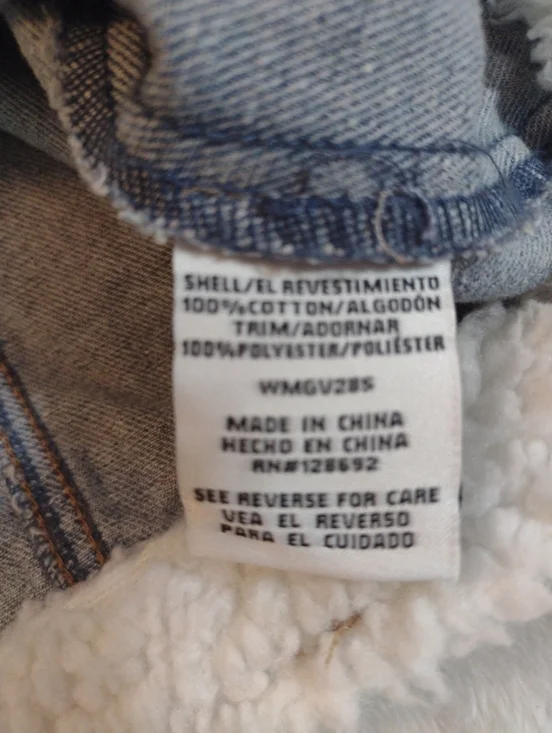 SHELL/EL REVESTIMIENTO
100%COTTON/ALGODÓN
TRIM/ADORNAR
100%POLYESTER/POLIÉSTER
WMGV285
MADE IN CHINA
HECHO EN CHINA
RN#128692
SEE REVERSE FOR CARE
VEA EL REVERSO
PARA EL CUIDADO